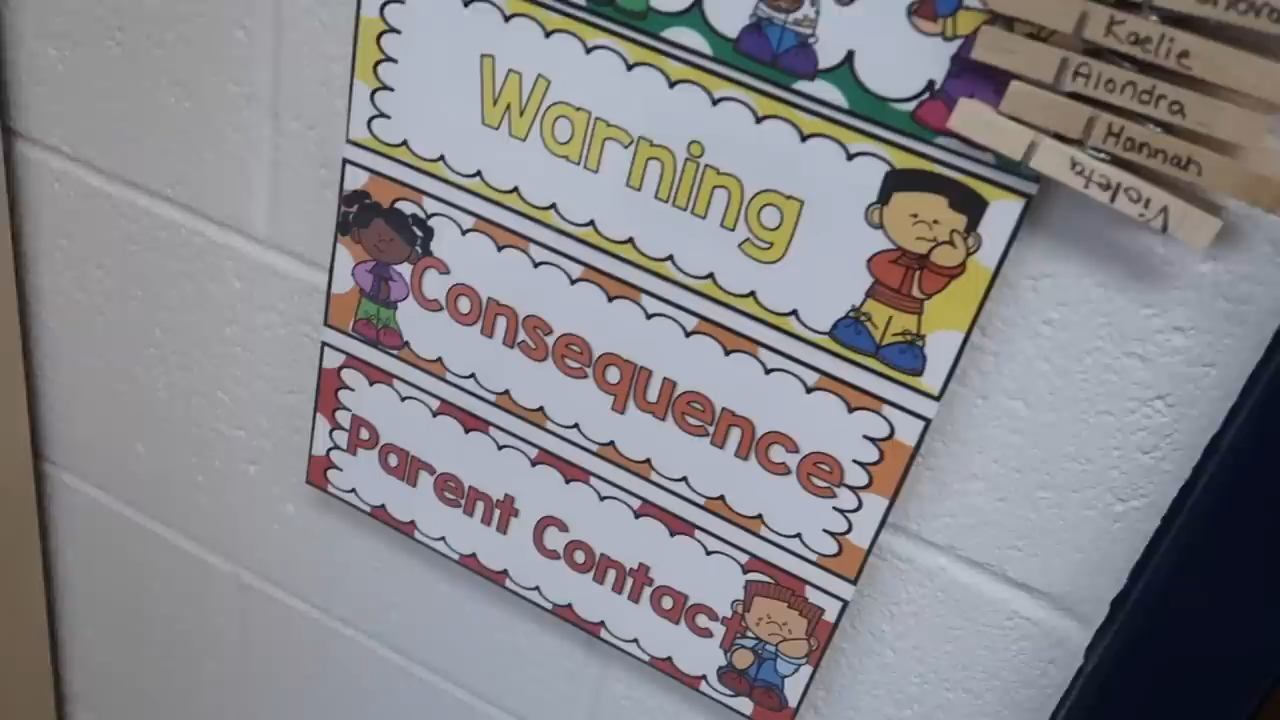 Kaelie
Alondra
Hannah
Violeta
Warning
Consequence
Parent Contact